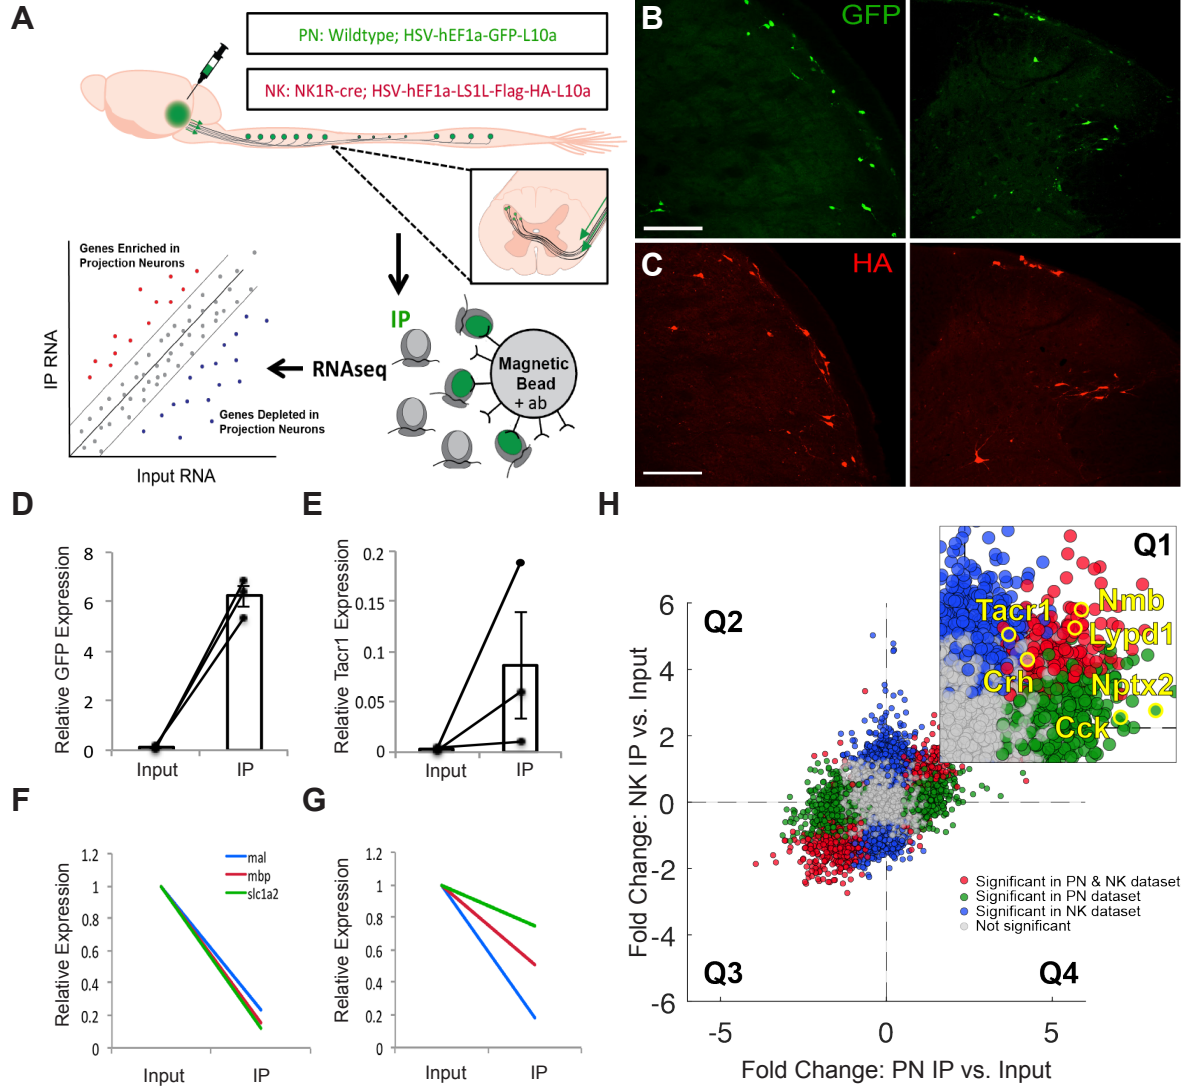 A
PN: Wildtype; HSV-hEF1a-GFP-L10a
NK: NK1R-cre; HSV-hEF1a-LS1L-Flag-HA-L10a
Genes Enriched in
Projection Neurons
IP RNA
Genes Depleted in
Projection Neurons
Input RNA
RNAseq
IP
Magnetic
Bead
+ ab
B
GFP
C
HA
D
Relative GFP Expression
8
6
4
2
0
Input
IP
E
Relative Tacr1 Expression
0.2
0.15
0.1
0.05
0
Input
IP
F
Relative Expression
1.2
1
0.8
0.6
0.4
0.2
0
mal
mbp
slc1a2
Input
IP
G
Relative Expression
1.2
1
0.8
0.6
0.4
0.2
0
Input
IP
H
Q1
Tacr1
Nmb
Lypd1
Crh
Nptx2
Cck
Q2
Fold Change: NK IP vs. Input
6
4
2
0
-2
-4
-6
Significant in PN & NK dataset
Significant in PN dataset
Significant in NK dataset
Not significant
Q3
Q4
-5
0
5
Fold Change: PN IP vs. Input